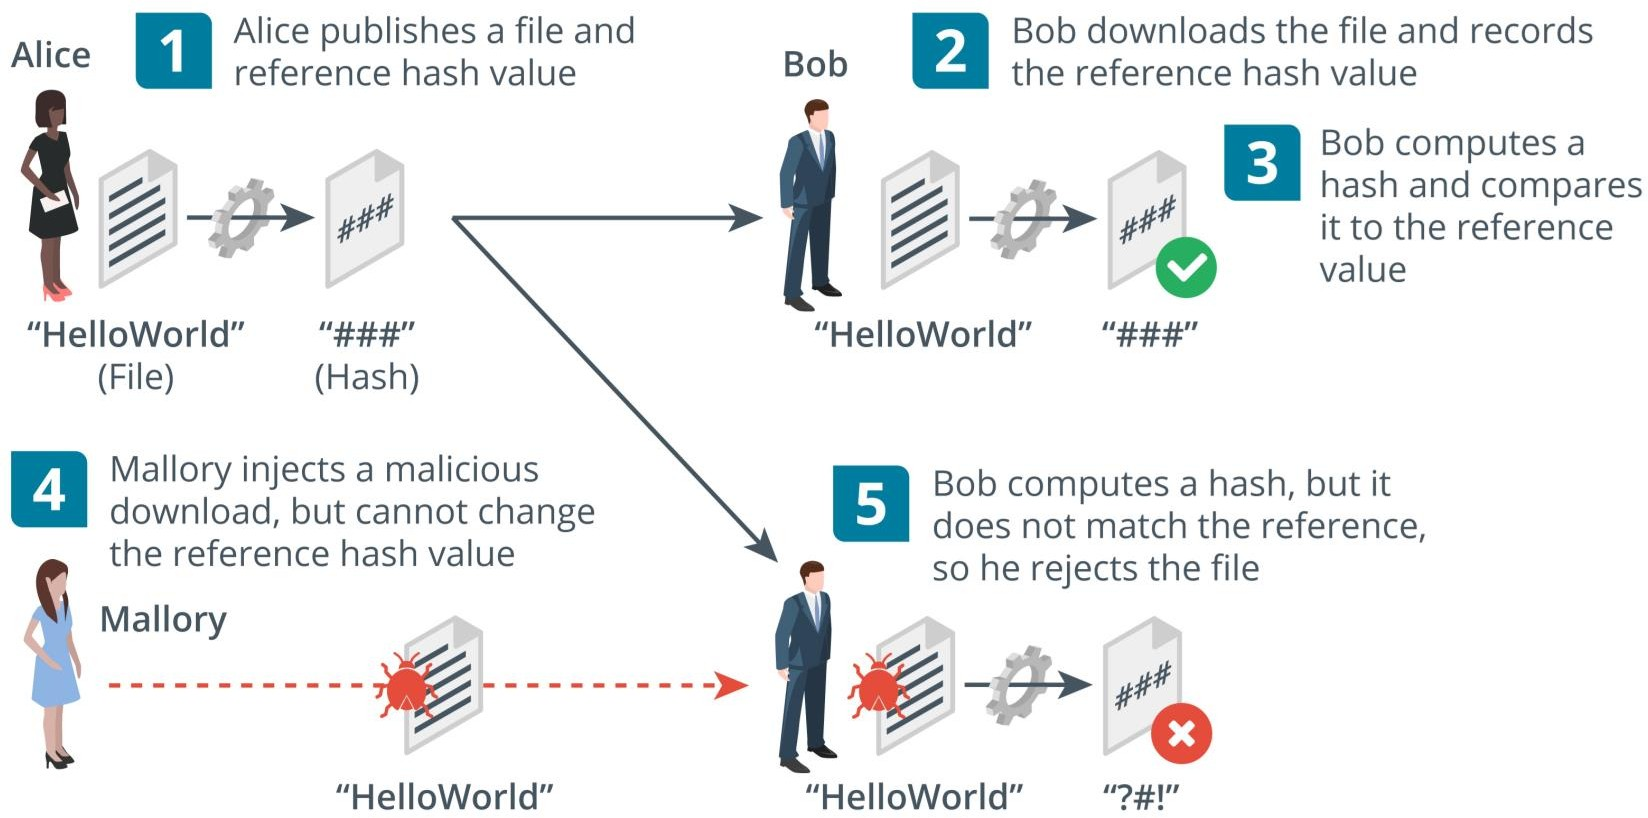 Alice
1
Alice publishes a file and
reference hash value
Bob
2
Bob downloads the file and records
the reference hash value
3
Bob computes a
hash and compares
it to the reference
value
###
###
“HelloWorld”
(File)
“###”
(Hash)
“HelloWorld”
“###”
4
Mallory injects a malicious
download, but cannot change
the reference hash value
Mallory
5
Bob computes a hash, but it
does not match the reference,
so he rejects the file
###
“HelloWorld”
“HelloWorld”
“?#!”